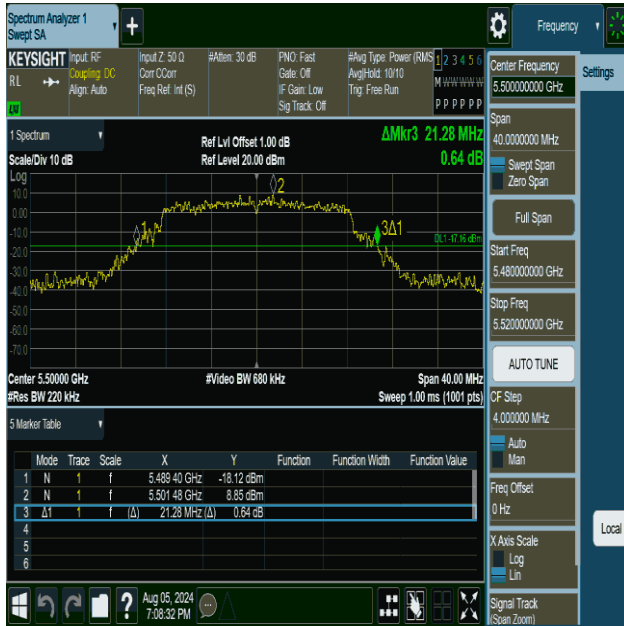 Spectrum Analyzer 1
Swept SA
+
Frequency
KEYSIGHT
Input: RF
Coupling: DC
Align: Auto
Input Z: 50 Ω
Corr CCorr
Freq Ref: Int (S)
#Atten: 30 dB
PNO: Fast
Gate: Off
IF Gain: Low
Sig Track: Off
#Avg Type: Power (RMS
Avg|Hold: 10/10
Trig: Free Run
1 2 3 4 5 6
M W W W W W
P P P P P P
RL
1 Spectrum
Scale/Div 10 dB
Ref Lvl Offset 1.00 dB
Ref Level 20.00 dBm
ΔMkr3 21.28 MHz
0.64 dB
Log
10.0
0.00
-10.0
-20.0
-30.0
-40.0
-50.0
-60.0
-70.0
1
2
3Δ1
DL1 -17.16 dBm
Center 5.50000 GHz
#Res BW 220 kHz
#Video BW 680 kHz
Span 40.00 MHz
Sweep 1.00 ms (1001 pts)
5 Marker Table
Mode Trace Scale X Y Function Function Width Function Value
1 N 1 f 5.489 40 GHz -18.12 dBm
2 N 1 f 5.501 48 GHz 8.85 dBm
3 Δ1 1 f (Δ) 21.28 MHz (Δ) 0.64 dB
4
5
6
Aug 05, 2024
7:08:32 PM
?
Center Frequency
5.500000000 GHz
Settings
Span
40.0000000 MHz
Swept Span
Zero Span
Full Span
Start Freq
5.480000000 GHz
Stop Freq
5.520000000 GHz
AUTO TUNE
CF Step
4.000000 MHz
Auto
Man
Freq Offset
0 Hz
X Axis Scale
Log
Lin
Local
Signal Track
(Span Zoom)